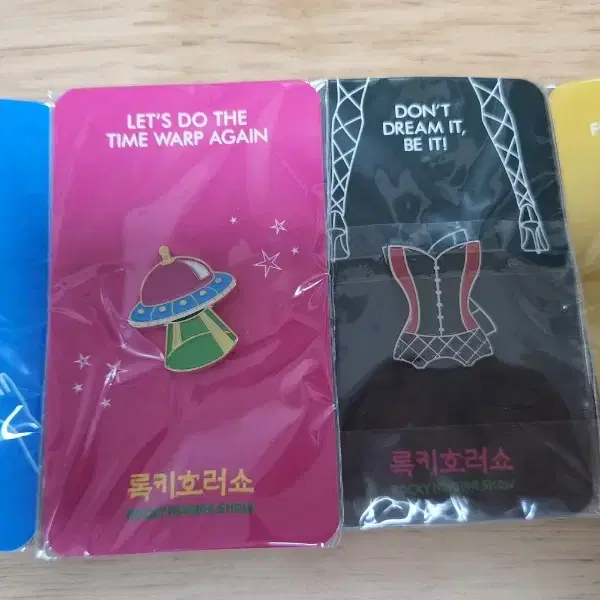 LET'S DO THE
TIME WARP AGAIN
록키호러쇼
ROCKY HORROR SHOW
DON'T
DREAM IT,
BE IT!
록키호러쇼
ROCKY HORROR SHOW